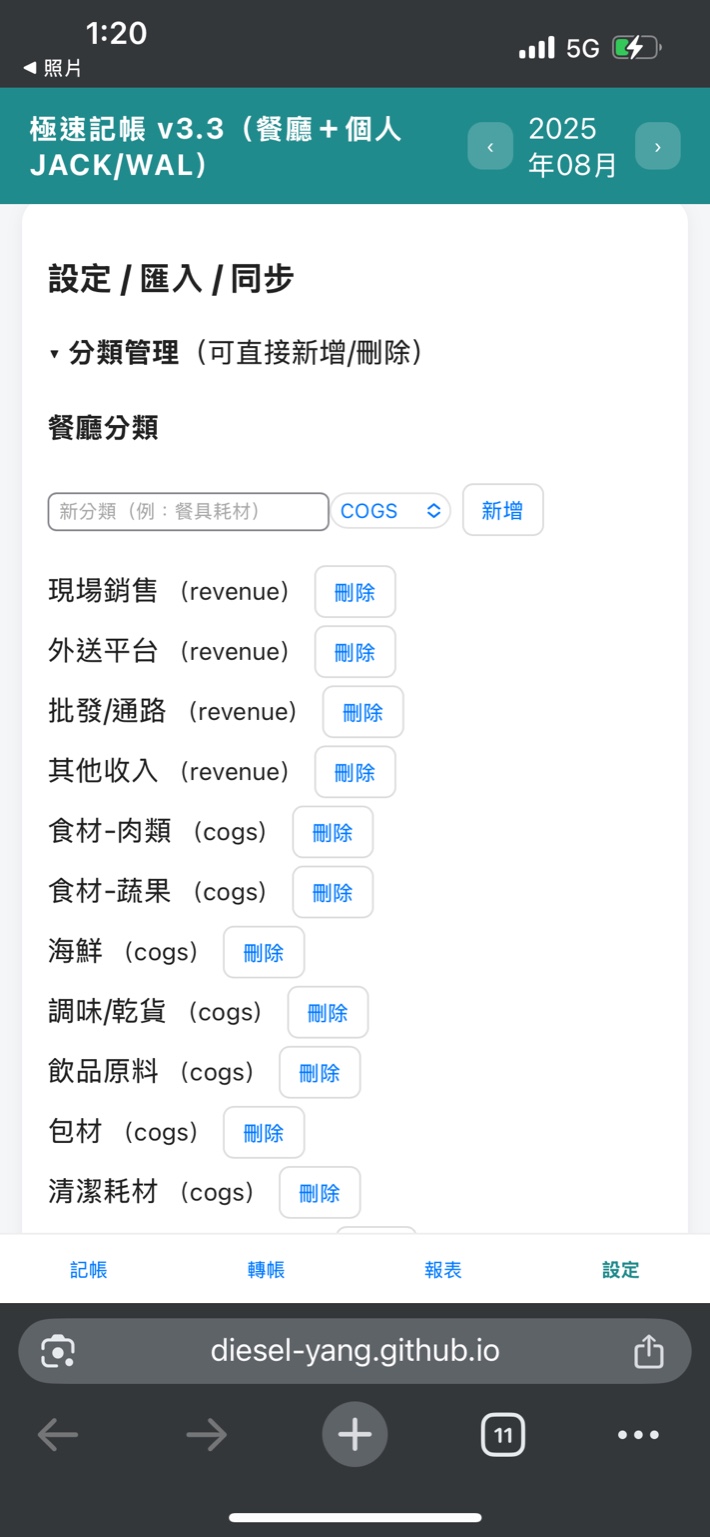 1:20
5G
◀ 照片
極速記帳 v3.3（餐廳＋個人
JACK/WAL）
‹
2025
年08月
›
設定 / 匯入 / 同步
▾ 分類管理（可直接新增/刪除）
餐廳分類
新分類（例：餐具耗材） COGS 新增
現場銷售 （revenue） 刪除
外送平台 （revenue） 刪除
批發/通路 （revenue） 刪除
其他收入 （revenue） 刪除
食材-肉類 （cogs） 刪除
食材-蔬果 （cogs） 刪除
海鮮 （cogs） 刪除
調味/乾貨 （cogs） 刪除
飲品原料 （cogs） 刪除
包材 （cogs） 刪除
清潔耗材 （cogs） 刪除
記帳 轉帳 報表 設定
diesel-yang.github.io
11